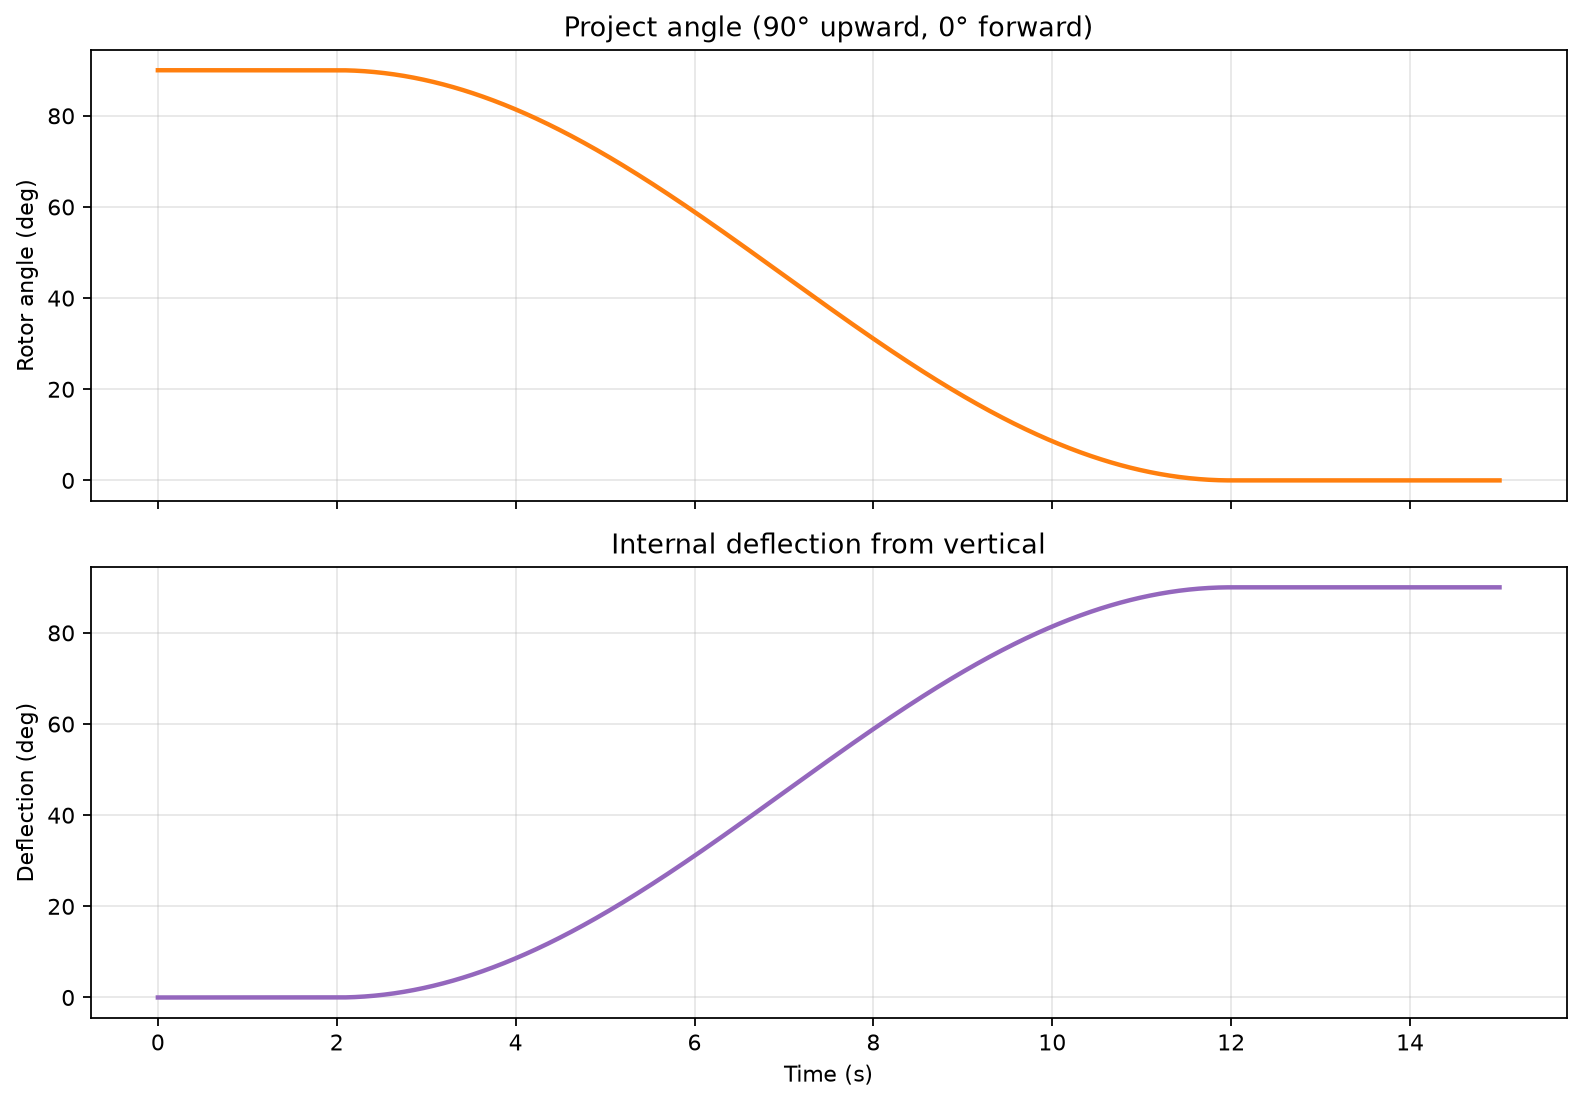 Project angle (90° upward, 0° forward)
Rotor angle (deg)
80
60
40
20
0
Internal deflection from vertical
Deflection (deg)
80
60
40
20
0
0 2 4 6 8 10 12 14
Time (s)